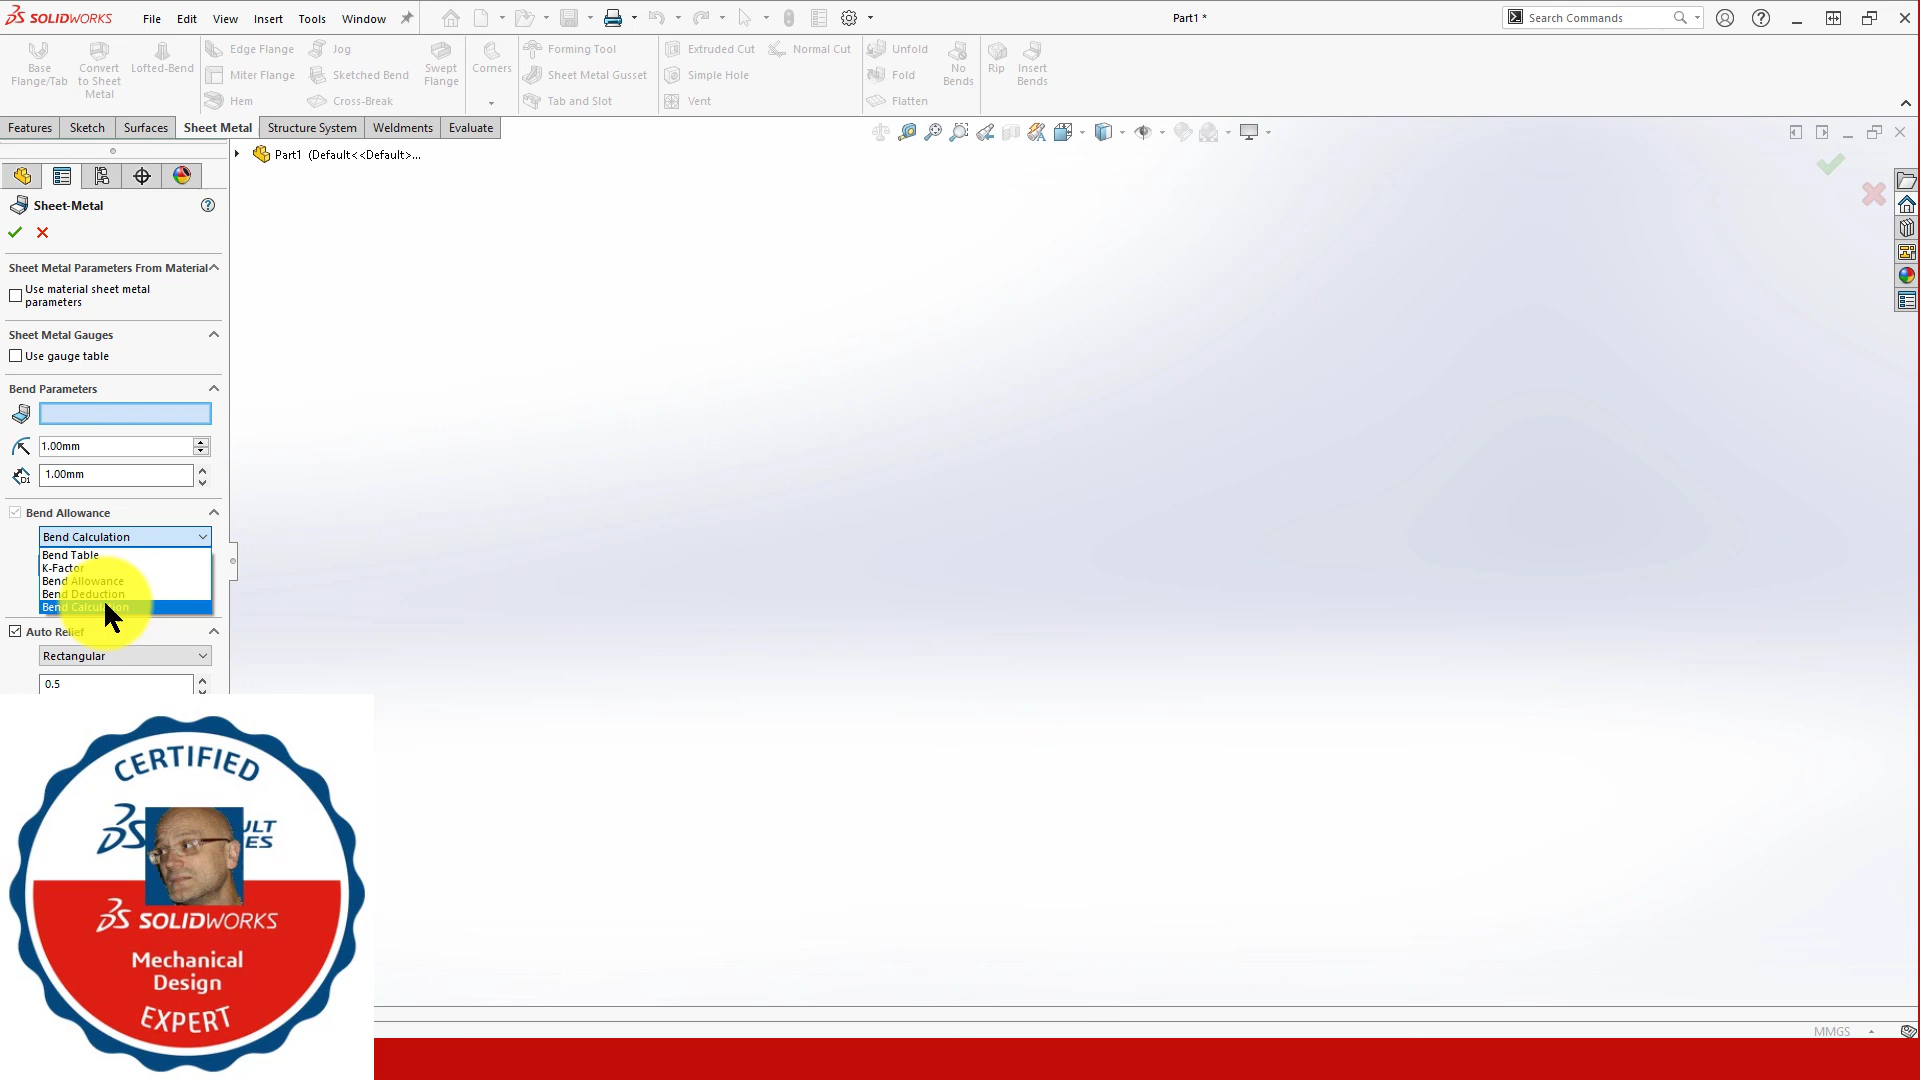 SOLIDWORKS
File Edit View Insert Tools Window
Part1 *
Search Commands
Base Flange/Tab
Convert to Sheet Metal
Lofted-Bend
Edge Flange
Miter Flange
Hem
Jog
Sketched Bend
Cross-Break
Swept Flange
Corners
Forming Tool
Sheet Metal Gusset
Tab and Slot
Extruded Cut
Simple Hole
Vent
Normal Cut
Unfold
Fold
Flatten
No Bends
Rip
Insert Bends
Features Sketch Surfaces Sheet Metal Structure System Weldments Evaluate
Part1 (Default<<Default>...
Sheet-Metal
Sheet Metal Parameters From Material
Use material sheet metal
parameters
Sheet Metal Gauges
Use gauge table
Bend Parameters
1.00mm
D1
1.00mm
Bend Allowance
Bend Calculation
Bend Table
K-Factor
Bend Allowance
Bend Deduction
Bend Calculation
Auto Relief
Rectangular
0.5
CERTIFIED
SOLIDWORKS
Mechanical
Design
EXPERT
MMGS